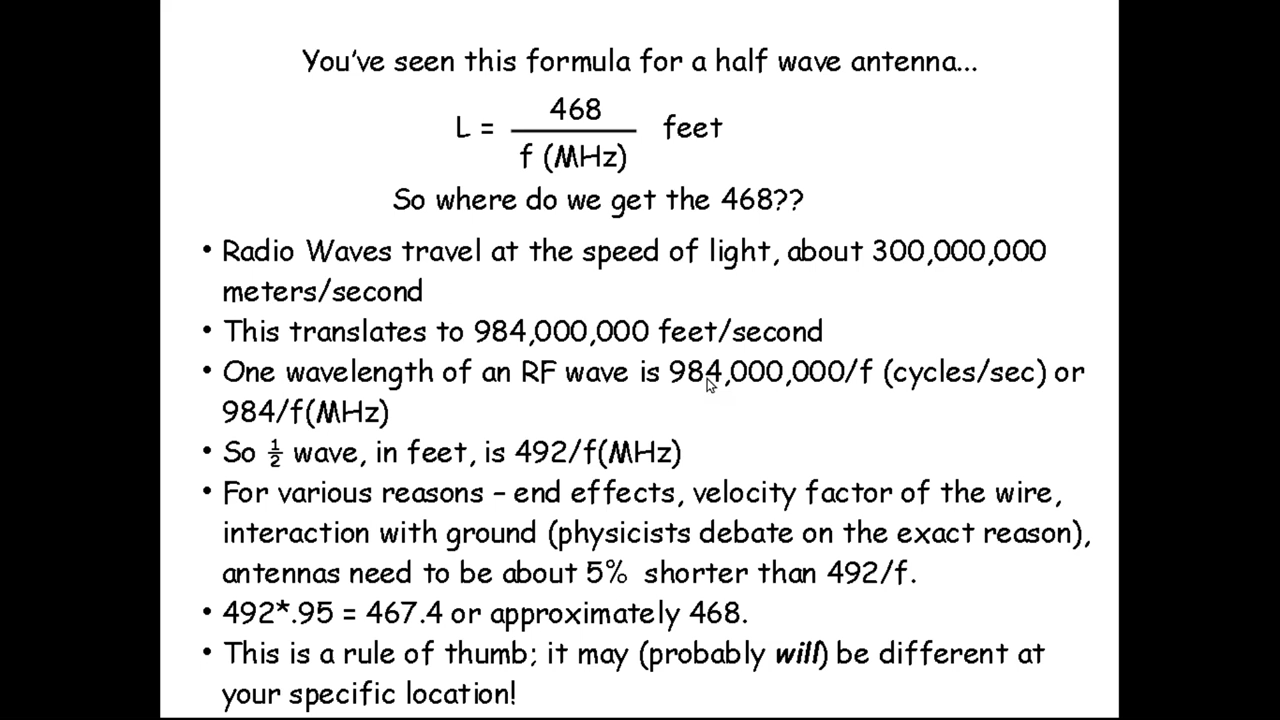 You've seen this formula for a half wave antenna...
L = 468 / f (MHz) feet
So where do we get the 468??
• Radio Waves travel at the speed of light, about 300,000,000
meters/second
• This translates to 984,000,000 feet/second
• One wavelength of an RF wave is 984,000,000/f (cycles/sec) or
984/f(MHz)
• So ½ wave, in feet, is 492/f(MHz)
• For various reasons – end effects, velocity factor of the wire,
interaction with ground (physicists debate on the exact reason),
antennas need to be about 5% shorter than 492/f.
• 492*.95 = 467.4 or approximately 468.
• This is a rule of thumb; it may (probably will) be different at
your specific location!